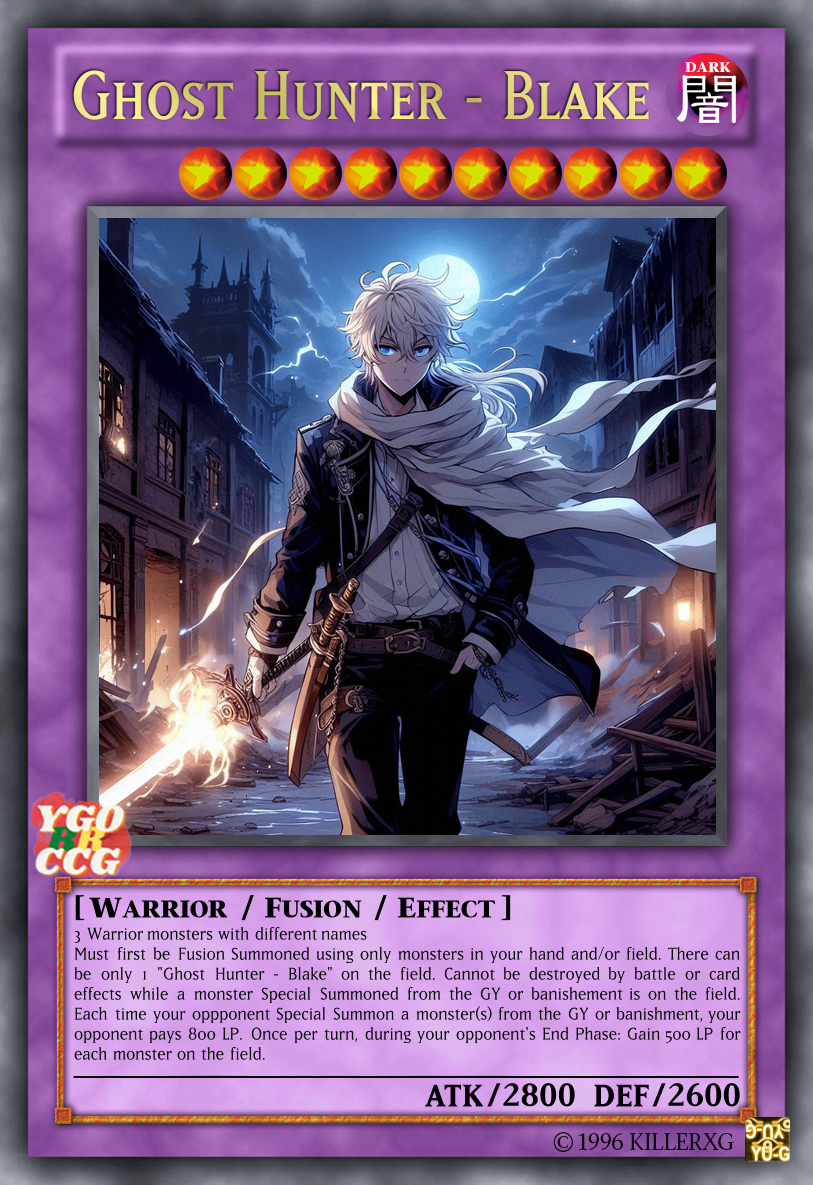 Ghost Hunter - Blake
DARK
闇
YGO
RR
CCG
[ Warrior / Fusion / Effect ]
3 Warrior monsters with different names
Must first be Fusion Summoned using only monsters in your hand and/or field. There can
be only 1 "Ghost Hunter - Blake" on the field. Cannot be destroyed by battle or card
effects while a monster Special Summoned from the GY or banishement is on the field.
Each time your oppponent Special Summon a monster(s) from the GY or banishment, your
opponent pays 800 LP. Once per turn, during your opponent's End Phase: Gain 500 LP for
each monster on the field.
ATK/2800 DEF/2600
© 1996 KILLERXG